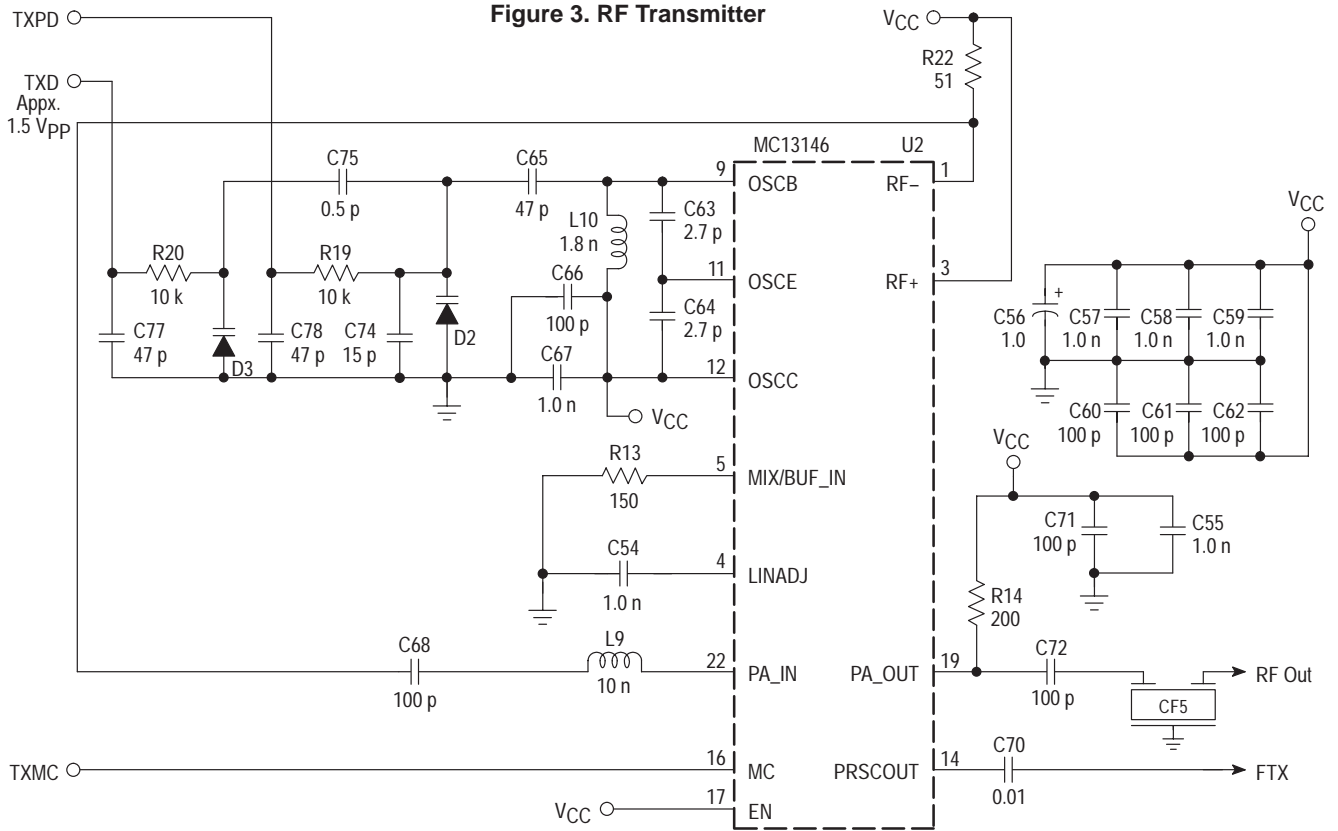 Figure 3. RF Transmitter
TXPD
TXD
Appx.
1.5 VPP
VCC
R22
51
MC13146
U2
C75
0.5 p
C65
47 p
9
OSCB
RF–
1
L10
1.8 n
C63
2.7 p
R20
10 k
R19
10 k
C66
100 p
11
OSCE
RF+
3
C77
47 p
D3
C78
47 p
C74
15 p
D2
C64
2.7 p
C67
1.0 n
12
OSCC
VCC
VCC
C56
1.0
+
C57
1.0 n
C58
1.0 n
C59
1.0 n
C60
100 p
C61
100 p
C62
100 p
R13
150
5
MIX/BUF_IN
C54
1.0 n
4
LINADJ
VCC
C71
100 p
C55
1.0 n
R14
200
C68
100 p
L9
10 n
22
PA_IN
PA_OUT
19
C72
100 p
CF5
RF Out
TXMC
16
MC
PRSCOUT
14
C70
0.01
FTX
VCC
17
EN